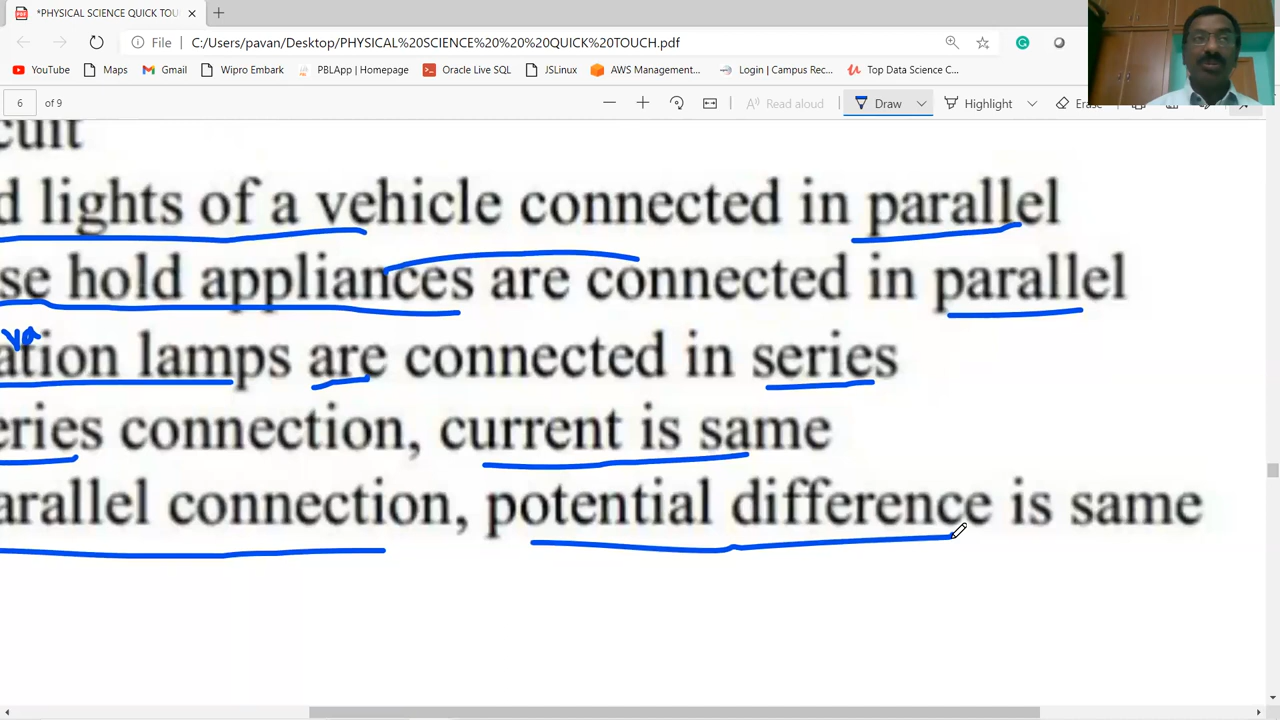 *PHYSICAL SCIENCE QUICK TOU
File C:/Users/pavan/Desktop/PHYSICAL%20SCIENCE%20%20%20QUICK%20TOUCH.pdf
YouTube Maps Gmail Wipro Embark PBLApp | Homepage Oracle Live SQL JSLinux AWS Management... Login | Campus Rec... Top Data Science C...
6 of 9 Read aloud Draw Highlight Erase
cuit
d lights of a vehicle connected in parallel
se hold appliances are connected in parallel
va
ation lamps are connected in series
eries connection, current is same
arallel connection, potential difference is same